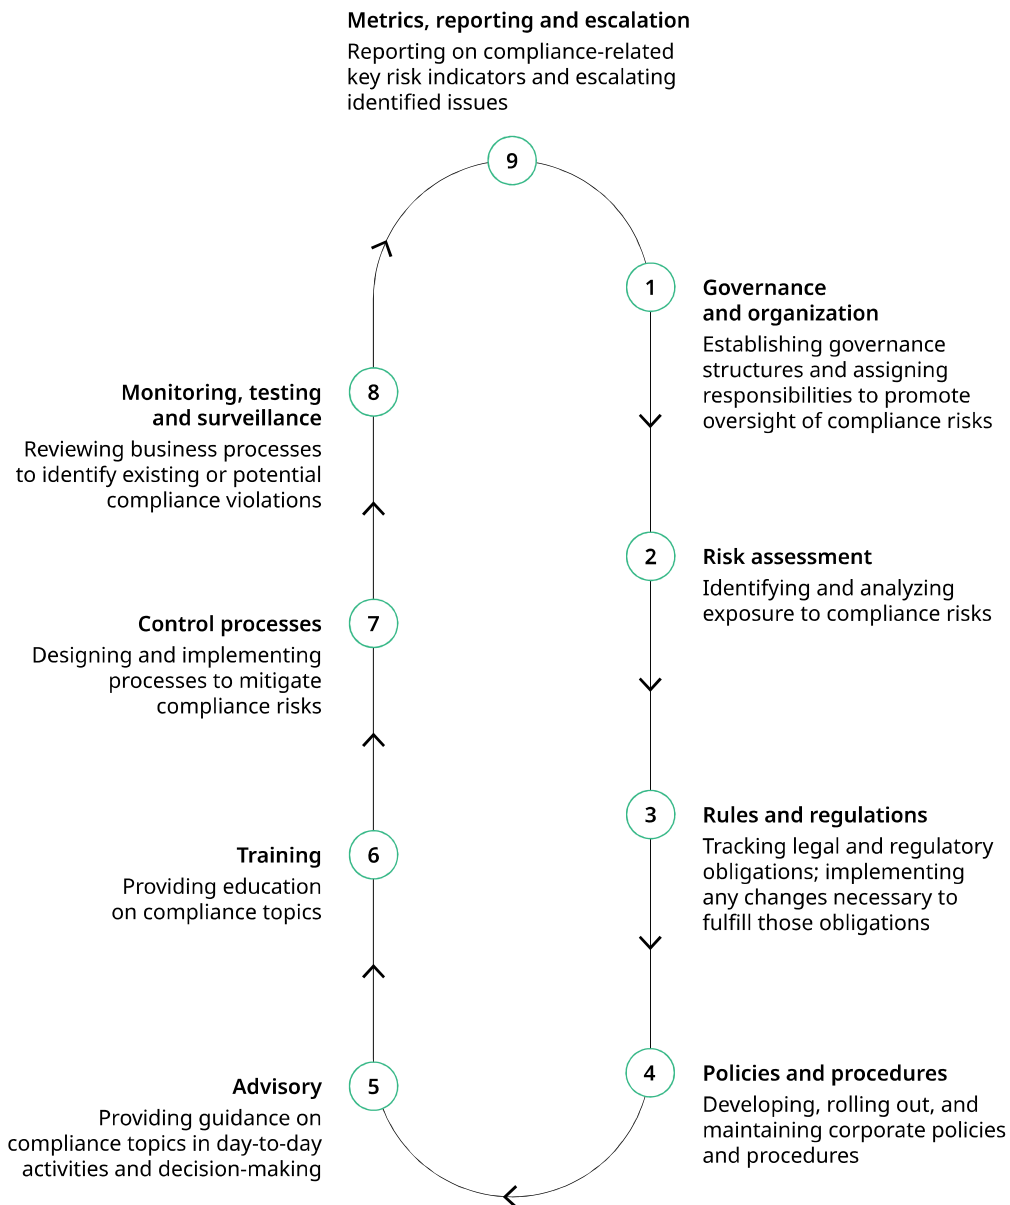 Metrics, reporting and escalation
Reporting on compliance-related
key risk indicators and escalating
identified issues
9
1
Governance
and organization
Establishing governance
structures and assigning
responsibilities to promote
oversight of compliance risks
2
Risk assessment
Identifying and analyzing
exposure to compliance risks
3
Rules and regulations
Tracking legal and regulatory
obligations; implementing
any changes necessary to
fulfill those obligations
4
Policies and procedures
Developing, rolling out, and
maintaining corporate policies
and procedures
5
Advisory
Providing guidance on
compliance topics in day-to-day
activities and decision-making
6
Training
Providing education
on compliance topics
7
Control processes
Designing and implementing
processes to mitigate
compliance risks
8
Monitoring, testing
and surveillance
Reviewing business processes
to identify existing or potential
compliance violations